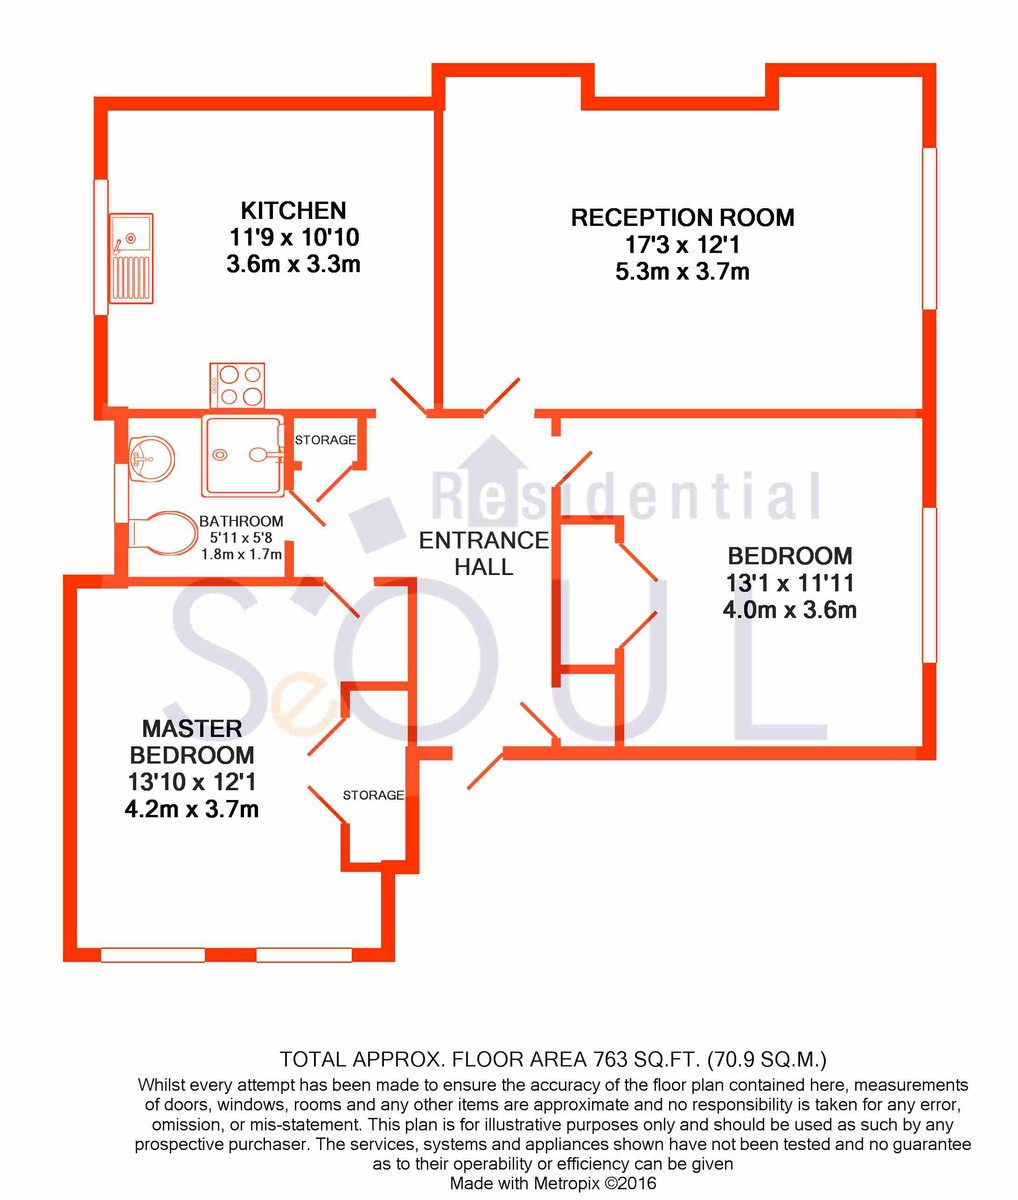 KITCHEN
11'9 x 10'10
3.6m x 3.3m
RECEPTION ROOM
17'3 x 12'1
5.3m x 3.7m
STORAGE
BATHROOM
5'11 x 5'8
1.8m x 1.7m
Residential
ENTRANCE
HALL
BEDROOM
13'1 x 11'11
4.0m x 3.6m
SeOUL
MASTER
BEDROOM
13'10 x 12'1
4.2m x 3.7m
STORAGE
TOTAL APPROX. FLOOR AREA 763 SQ.FT. (70.9 SQ.M.)
Whilst every attempt has been made to ensure the accuracy of the floor plan contained here, measurements
of doors, windows, rooms and any other items are approximate and no responsibility is taken for any error,
omission, or mis-statement. This plan is for illustrative purposes only and should be used as such by any
prospective purchaser. The services, systems and appliances shown have not been tested and no guarantee
as to their operability or efficiency can be given
Made with Metropix ©2016